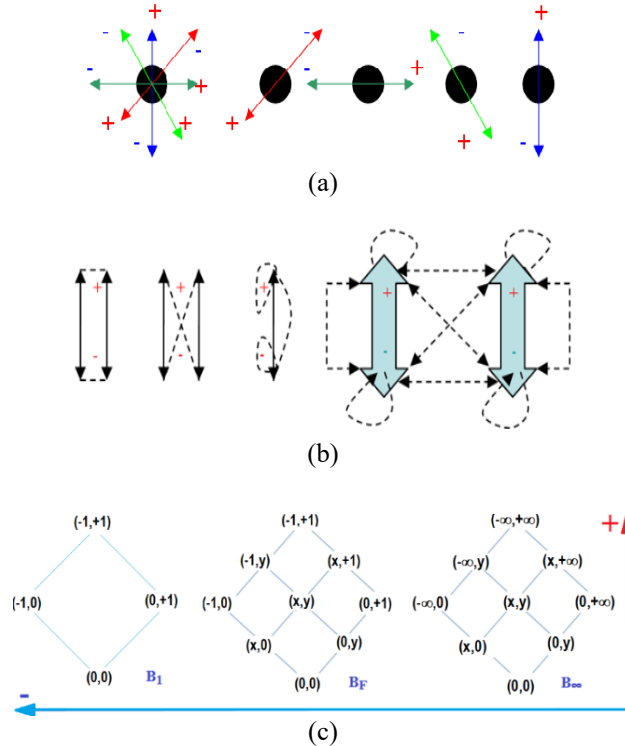 + +
- - - - +
- - +
+ + + + + -
(a)
+ + + + +
- - - - -
(b)
(-1,+1) (-1,+1) (-∞,+∞) +
(-1,y) (x,+1) (-∞,y) (x,+∞)
(-1,0) (0,+1) (-1,0) (x,y) (0,+1) (-∞,0) (x,y) (0,+∞)
(x,0) (0,y) (x,0) (0,y)
(0,0) B₁ (0,0) B_F (0,0) B∞
-
(c)